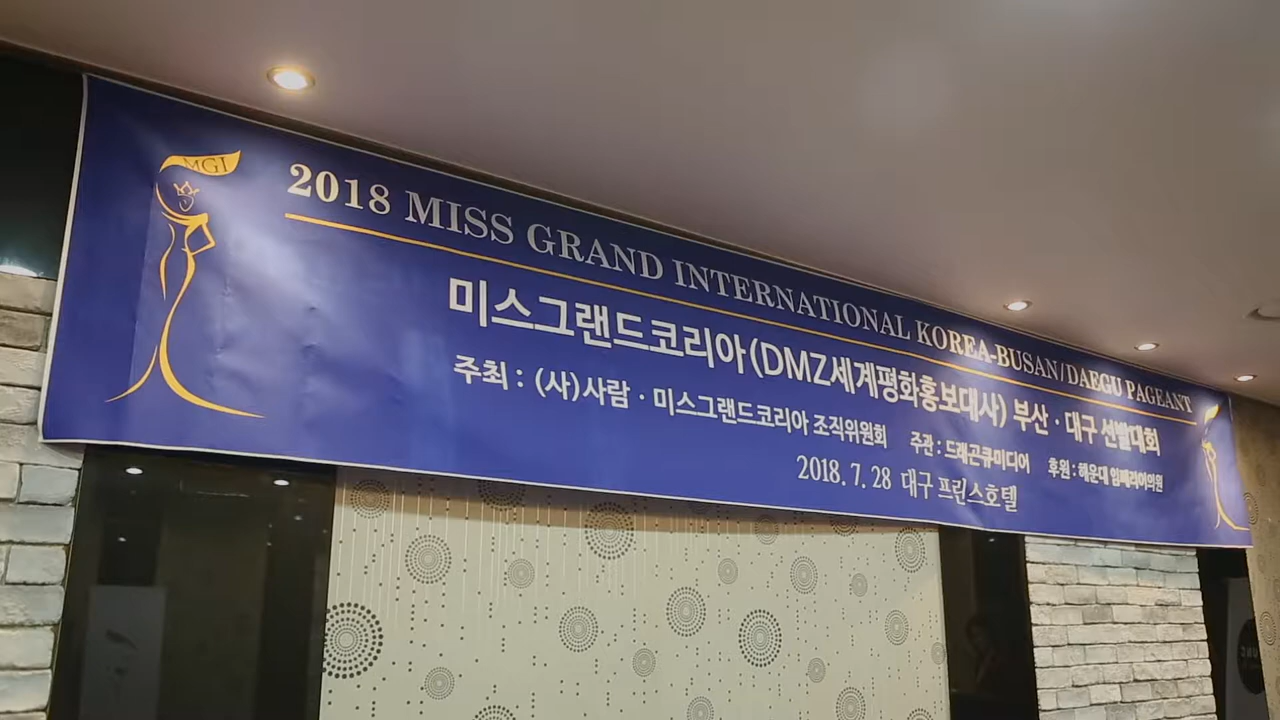 MGI
2018 MISS GRAND INTERNATIONAL KOREA-BUSAN/DAEGU PAGEANT
미스그랜드코리아(DMZ세계평화홍보대사) 부산·대구 선발대회
주최 : (사)사람 · 미스그랜드코리아 조직위원회 주관 : 드래곤큐미디어 후원 : 해운대 임페라이의원
2018. 7. 28 대구 프린스호텔